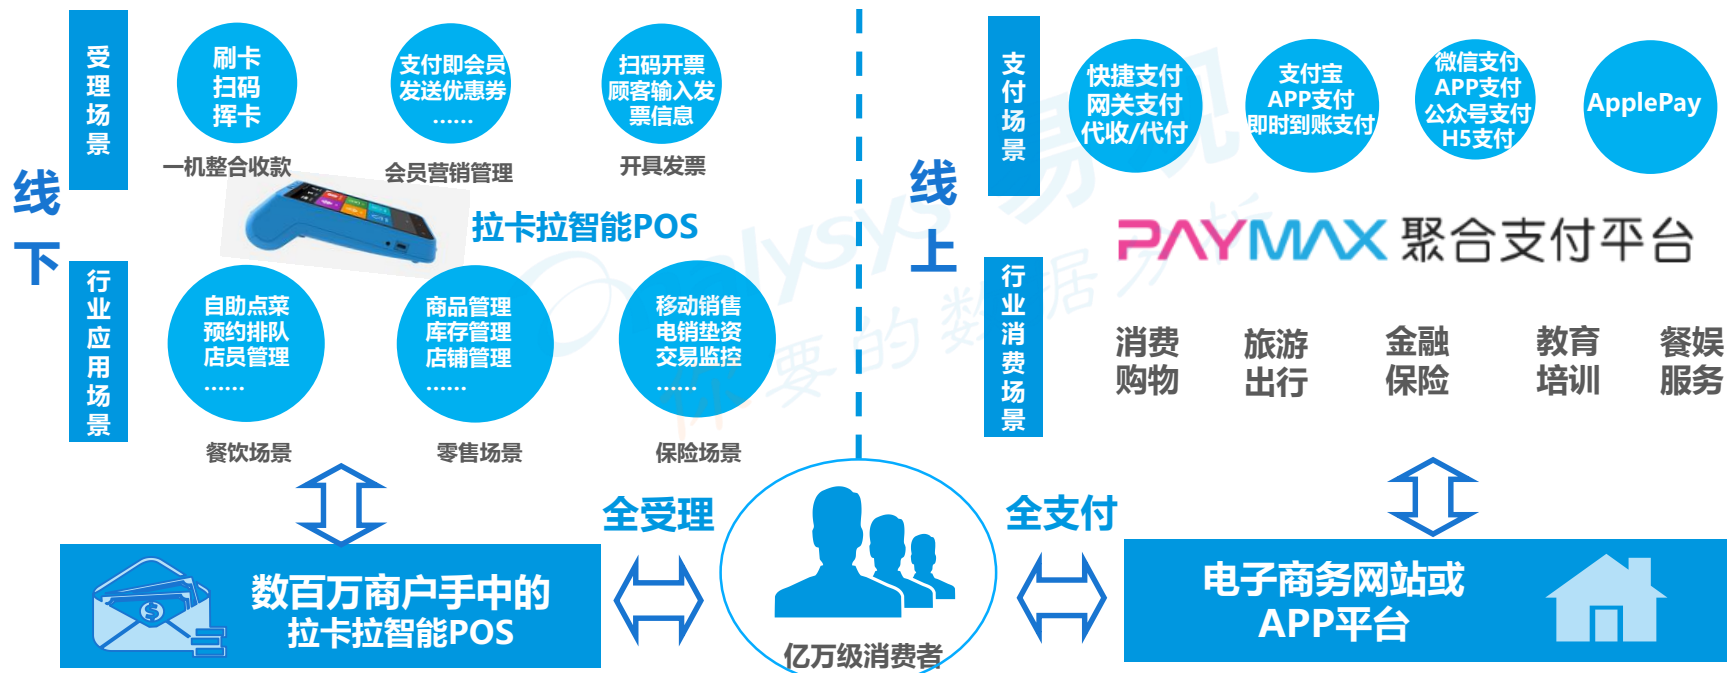 线下
受理场景
刷卡
扫码
挥卡
一机整合收款
支付即会员
发送优惠券
......
会员营销管理
扫码开票
顾客输入发
票信息
开具发票
拉卡拉智能POS
行业应用场景
自助点菜
预约排队
店员管理
......
餐饮场景
商品管理
库存管理
店铺管理
......
零售场景
移动销售
电销垫资
交易监控
......
保险场景
线上
支付场景
快捷支付
网关支付
代收/代付
支付宝
APP支付
即时到账支付
微信支付
APP支付
公众号支付
H5支付
ApplePay
PAYMAX 聚合支付平台
行业消费场景
消费
购物
旅游
出行
金融
保险
教育
培训
餐娱
服务
全受理
全支付
数百万商户手中的
拉卡拉智能POS
亿万级消费者
电子商务网站或
APP平台
易观
要的数据分析